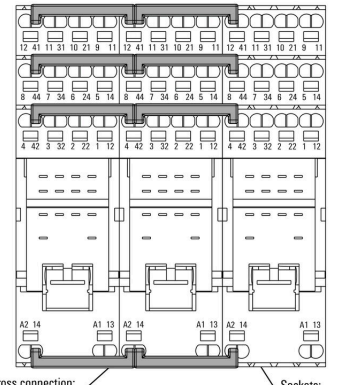 12 41 11 31 10 21 9 11 12 41 11 31 10 21 9 11 12 41 11 31 10 21 9 11
8 44 7 34 6 24 5 14 8 44 7 34 6 24 5 14 8 44 7 34 6 24 5 14
4 42 3 32 2 22 1 12 4 42 3 32 2 22 1 12 4 42 3 32 2 22 1 12
A2 14 A1 13 A2 14 A1 13 A2 14 A1 13
connection: Sockets: